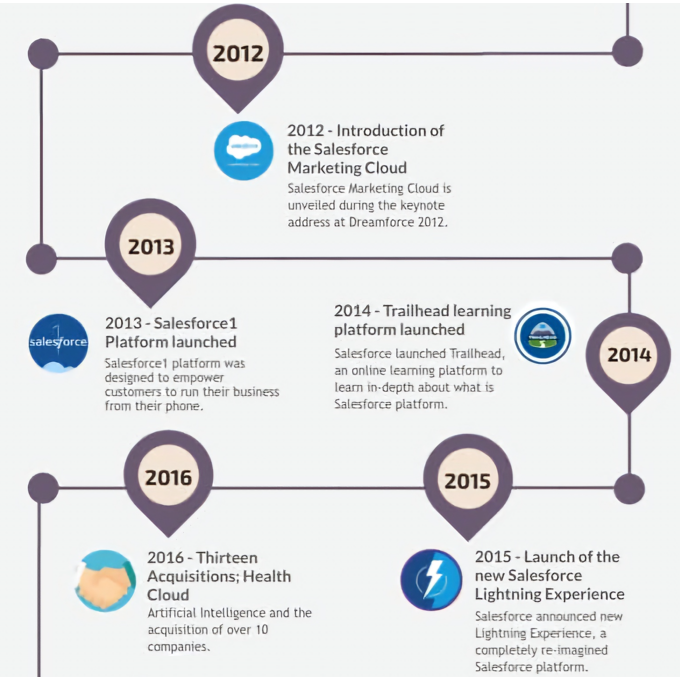 2012
2012 - Introduction of
the Salesforce
Marketing Cloud
Salesforce Marketing Cloud is
unveiled during the keynote
address at Dreamforce 2012.
2013
salesforce
2013 - Salesforce1
Platform launched
Salesforce1 platform was
designed to empower
customers to run their business
from their phone.
2014 - Trailhead learning
platform launched
Salesforce launched Trailhead,
an online learning platform to
learn in-depth about what is
Salesforce platform.
TRAILHEAD
2014
2015
2015 - Launch of the
new Salesforce
Lightning Experience
Salesforce announced new
Lightning Experience, a
completely re-imagined
Salesforce platform.
2016
2016 - Thirteen
Acquisitions; Health
Cloud
Artificial Intelligence and the
acquisition of over 10
companies.